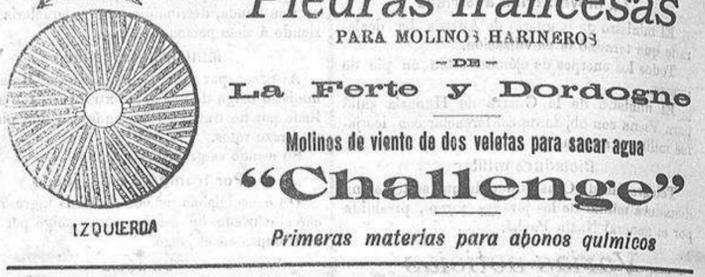 Piedras francesas
PARA MOLINOS HARINEROS
- DE -
La Ferte y Dordogne
Molinos de viento de dos veletas para sacar agua
“Challenge”
IZQUIERDA
Primeras materias para abonos químicos